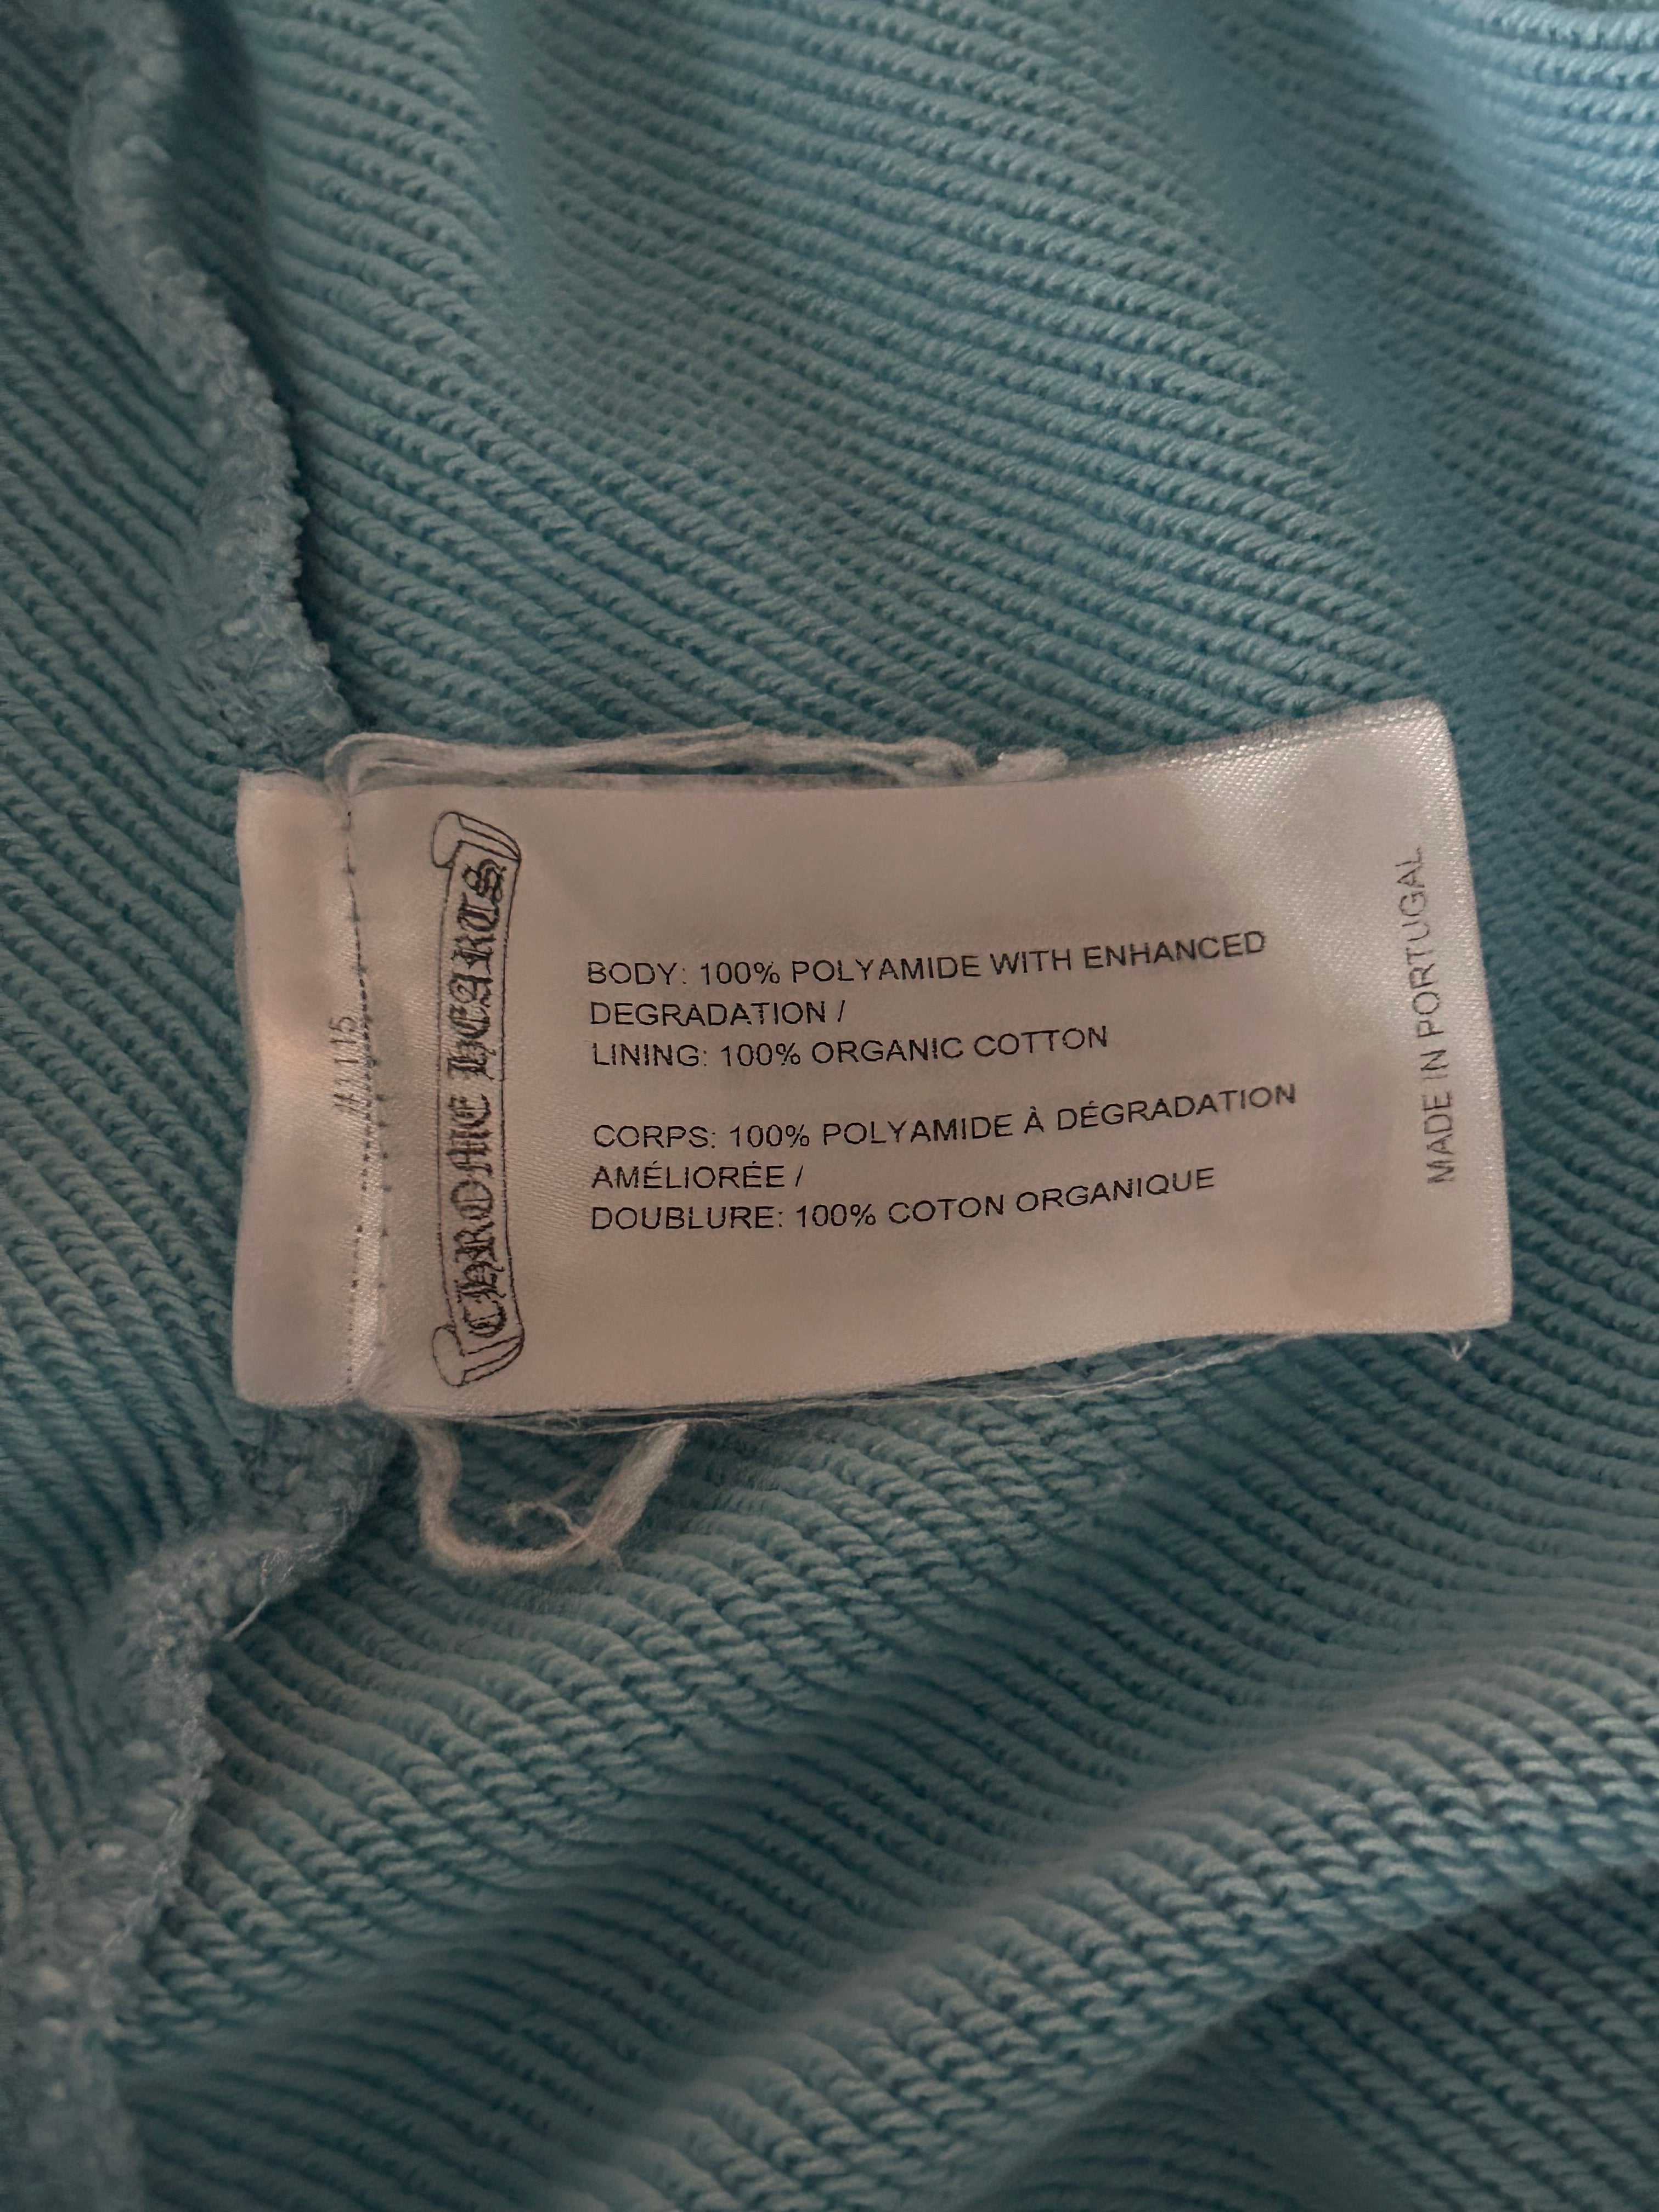 CHROME HEARTS
BODY: 100% POLYAMIDE WITH ENHANCED
DEGRADATION /
LINING: 100% ORGANIC COTTON
CORPS: 100% POLYAMIDE À DÉGRADATION
AMÉLIORÉE /
DOUBLURE: 100% COTON ORGANIQUE
MADE IN PORTUGAL